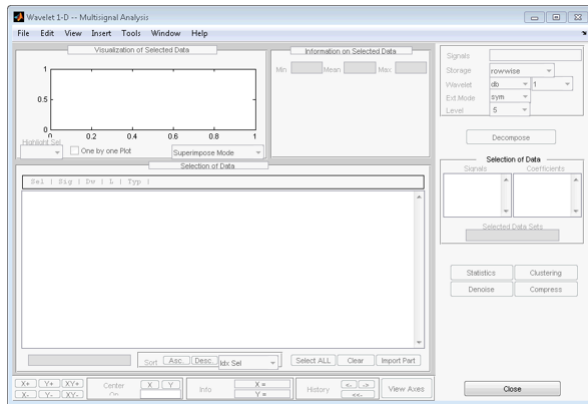 Wavelet 1-D -- Multisignal Analysis
File Edit View Insert Tools Window Help
Visualization of Selected Data
1
0.5
0
0 0.2 0.4 0.6 0.8 1
Highlight Sel
One by one Plot
Superimpose Mode
Information on Selected Data
Min Mean Max
Signals
Storage rowwise
Wavelet db 1
Ext.Mode sym
Level 5
Decompose
Selection of Data
Signals Coefficients
Selected Data Sets
Statistics Clustering
Denoise Compress
Close
Selection of Data
Sel | Sig | Dw | L | Typ |
Sort Asc. Desc. Idx Sel Select ALL Clear Import Part
X+ Y+ XY+
X- Y- XY-
Center X Y
On
Info X =
Y =
History <- ->
<<-
View Axes